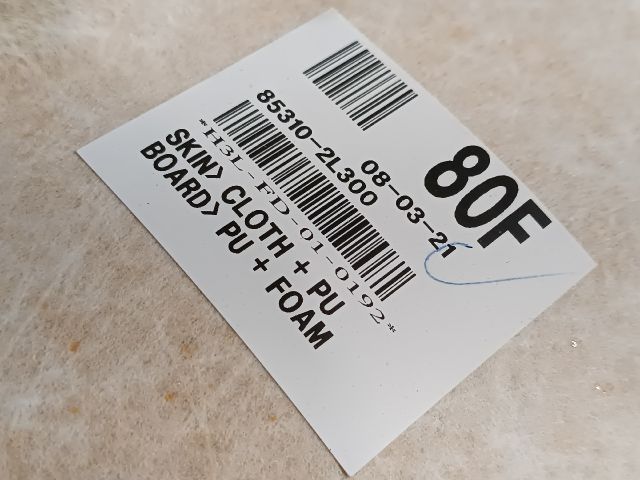 80F
08-03-21
85310-2L300
*H3L-FD-01-0192*
SKIN> CLOTH + PU
BOARD> PU + FOAM